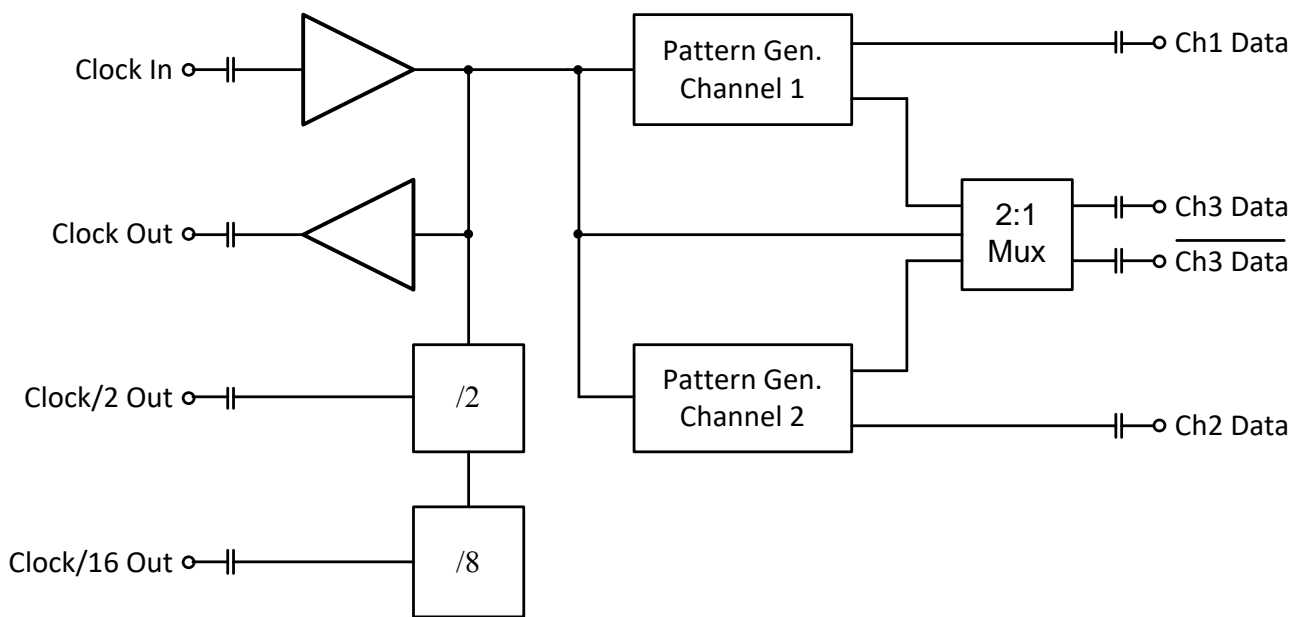 Clock In
Pattern Gen.
Channel 1
Ch1 Data
Clock Out
2:1
Mux
Ch3 Data
Ch3 Data
Clock/2 Out
/2
Pattern Gen.
Channel 2
Ch2 Data
Clock/16 Out
/8